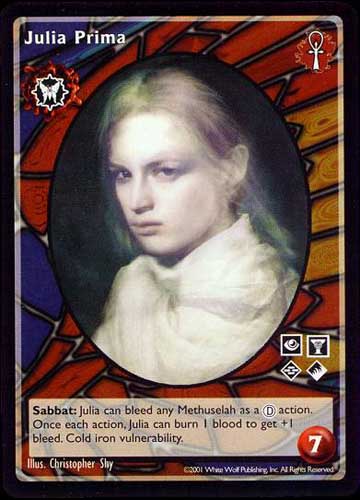 Julia Prima
Sabbat: Julia can bleed any Methuselah as a Ⓓ action.
Once each action, Julia can burn 1 blood to get +1
bleed. Cold iron vulnerability.
7
Illus. Christopher Shy
©2001 White Wolf Publishing, Inc. All Rights Reserved.